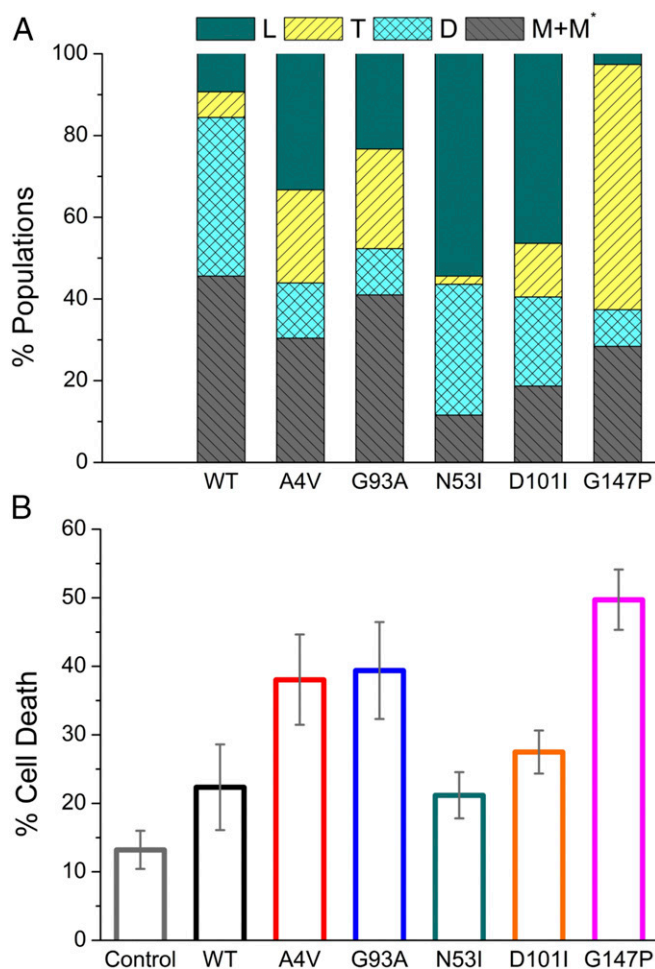 A
L T D M+M*
100
80
60
40
20
0
% Populations
WT A4V G93A N53I D101I G147P
B
60
50
40
30
20
10
0
% Cell Death
Control WT A4V G93A N53I D101I G147P